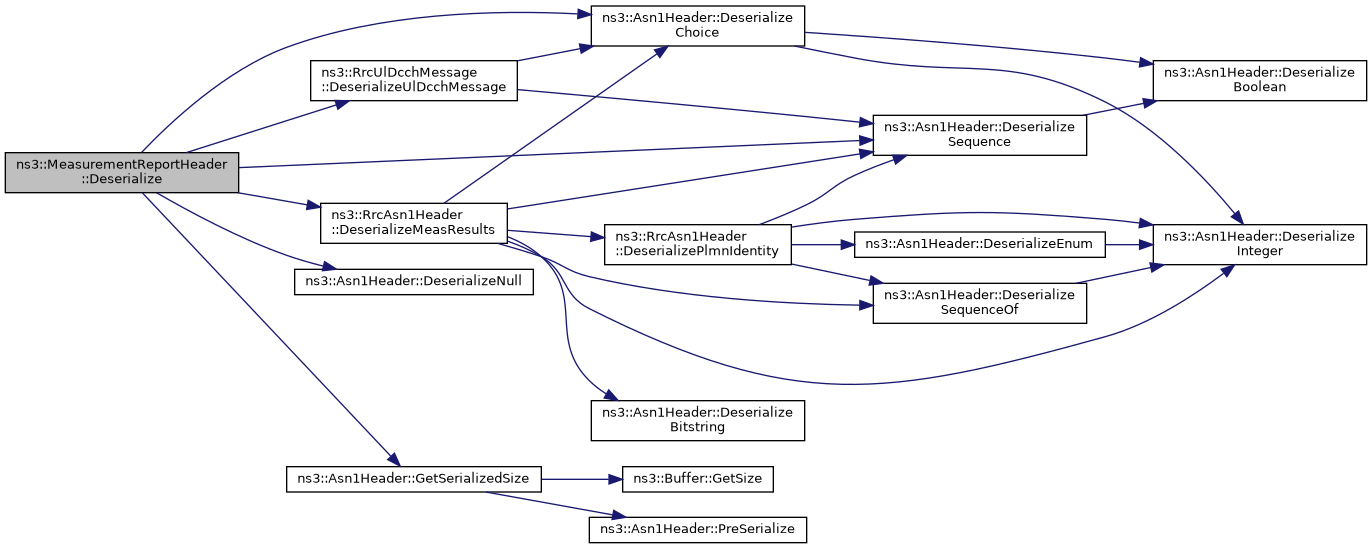 ns3::Asn1Header::Deserialize
Choice
ns3::RrcUlDcchMessage
::DeserializeUlDcchMessage
ns3::Asn1Header::Deserialize
Boolean
ns3::Asn1Header::Deserialize
Sequence
ns3::MeasurementReportHeader
::Deserialize
ns3::RrcAsn1Header
::DeserializeMeasResults
ns3::RrcAsn1Header
::DeserializePlmnIdentity
ns3::Asn1Header::DeserializeEnum
ns3::Asn1Header::Deserialize
Integer
ns3::Asn1Header::DeserializeNull
ns3::Asn1Header::Deserialize
SequenceOf
ns3::Asn1Header::Deserialize
Bitstring
ns3::Asn1Header::GetSerializedSize
ns3::Buffer::GetSize
ns3::Asn1Header::PreSerialize